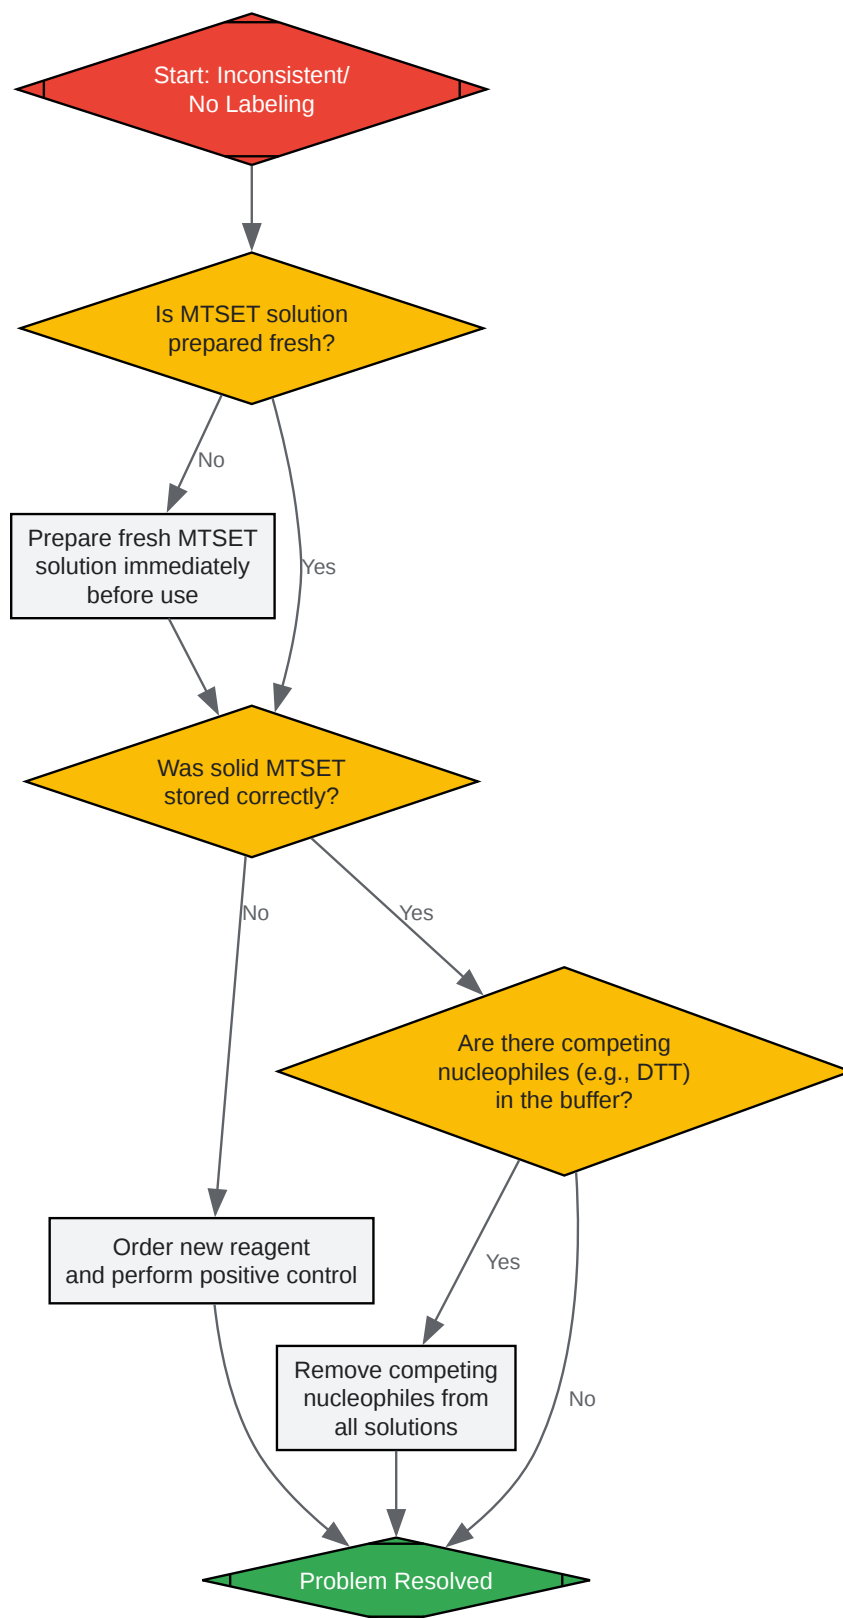 Start: Inconsistent/
No Labeling
Is MTSET solution
prepared fresh?
No
Prepare fresh MTSET
solution immediately
before use
Yes
Was solid MTSET
stored correctly?
No
Yes
Are there competing
nucleophiles (e.g., DTT)
in the buffer?
Order new reagent
and perform positive control
Yes
Remove competing
nucleophiles from
all solutions
No
Problem Resolved